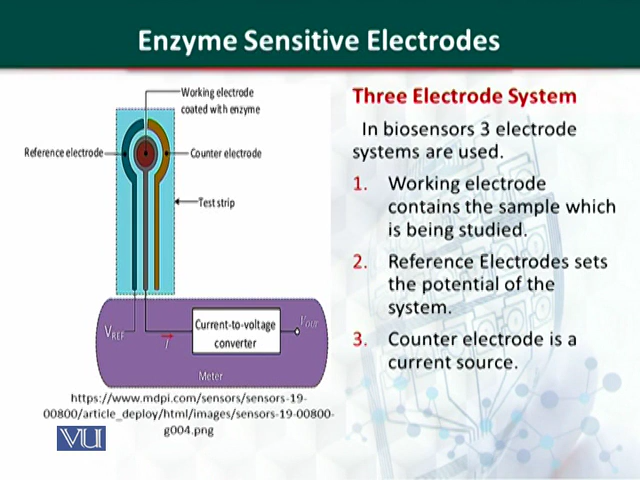 Enzyme Sensitive Electrodes
Working electrode
coated with enzyme
Reference electrode
Counter electrode
Test strip
V_REF
I
Current-to-voltage
converter
V_OUT
Meter
https://www.mdpi.com/sensors/sensors-19-
00800/article_deploy/html/images/sensors-19-00800-
g004.png
VU
Three Electrode System
In biosensors 3 electrode
systems are used.
1. Working electrode
contains the sample which
is being studied.
2. Reference Electrodes sets
the potential of the
system.
3. Counter electrode is a
current source.